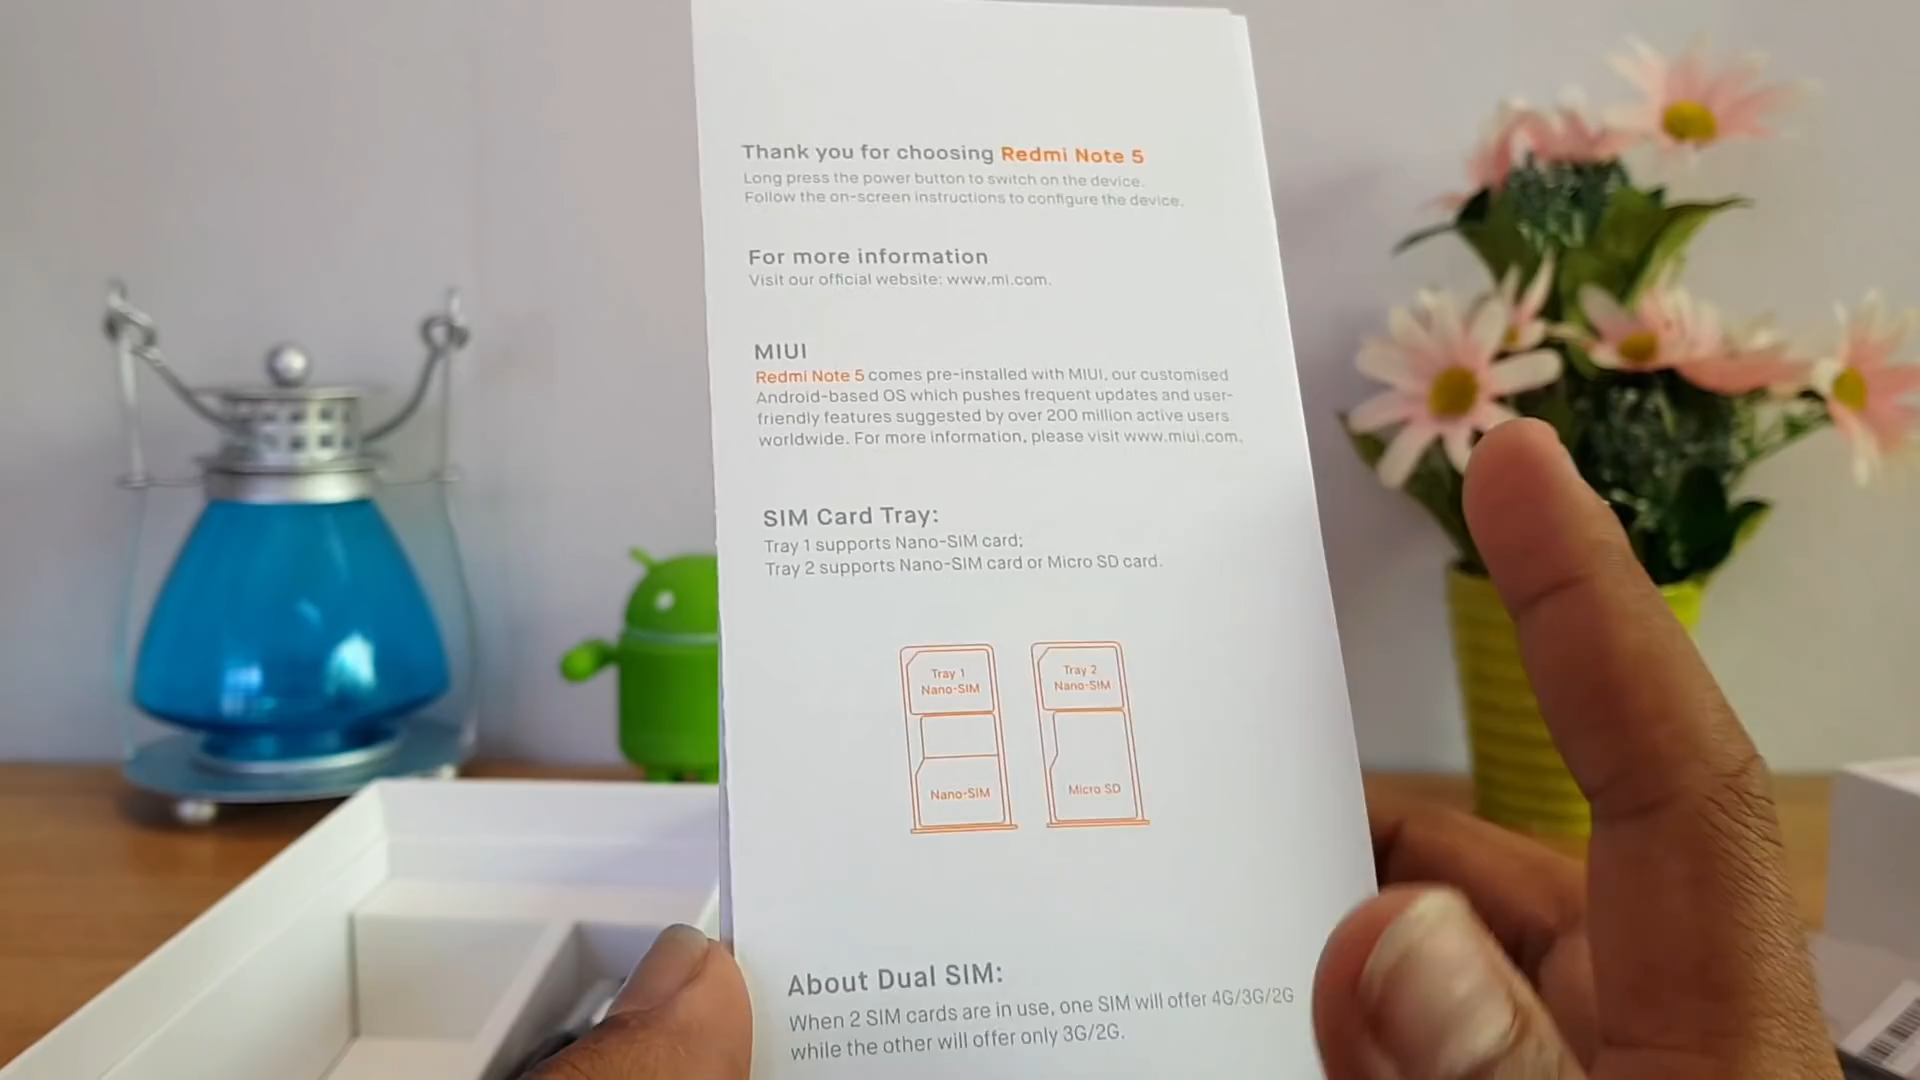 Thank you for choosing Redmi Note 5
Long press the power button to switch on the device.
Follow the on-screen instructions to configure the device.
For more information
Visit our official website: www.mi.com.
MIUI
Redmi Note 5 comes pre-installed with MIUI, our customised
Android-based OS which pushes frequent updates and user-
friendly features suggested by over 200 million active users
worldwide. For more information, please visit www.miui.com.
SIM Card Tray:
Tray 1 supports Nano-SIM card;
Tray 2 supports Nano-SIM card or Micro SD card.
Tray 1
Nano-SIM
Nano-SIM
Tray 2
Nano-SIM
Micro SD
About Dual SIM:
When 2 SIM cards are in use, one SIM will offer 4G/3G/2G
while the other will offer only 3G/2G.